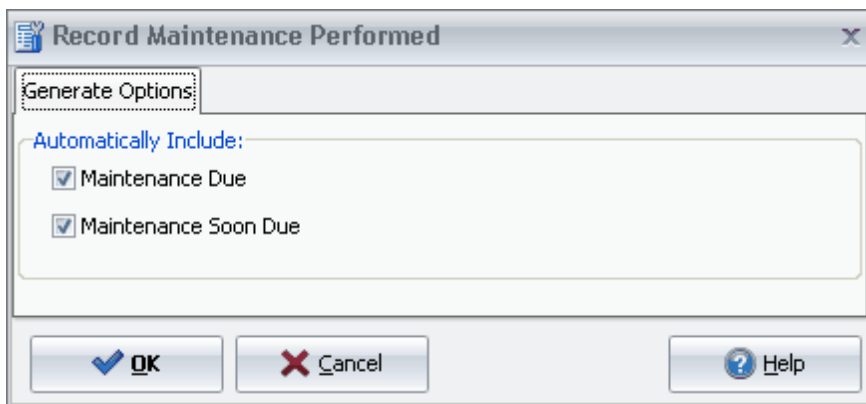 Record Maintenance Performed
Generate Options
Automatically Include:
Maintenance Due
Maintenance Soon Due
OK Cancel Help